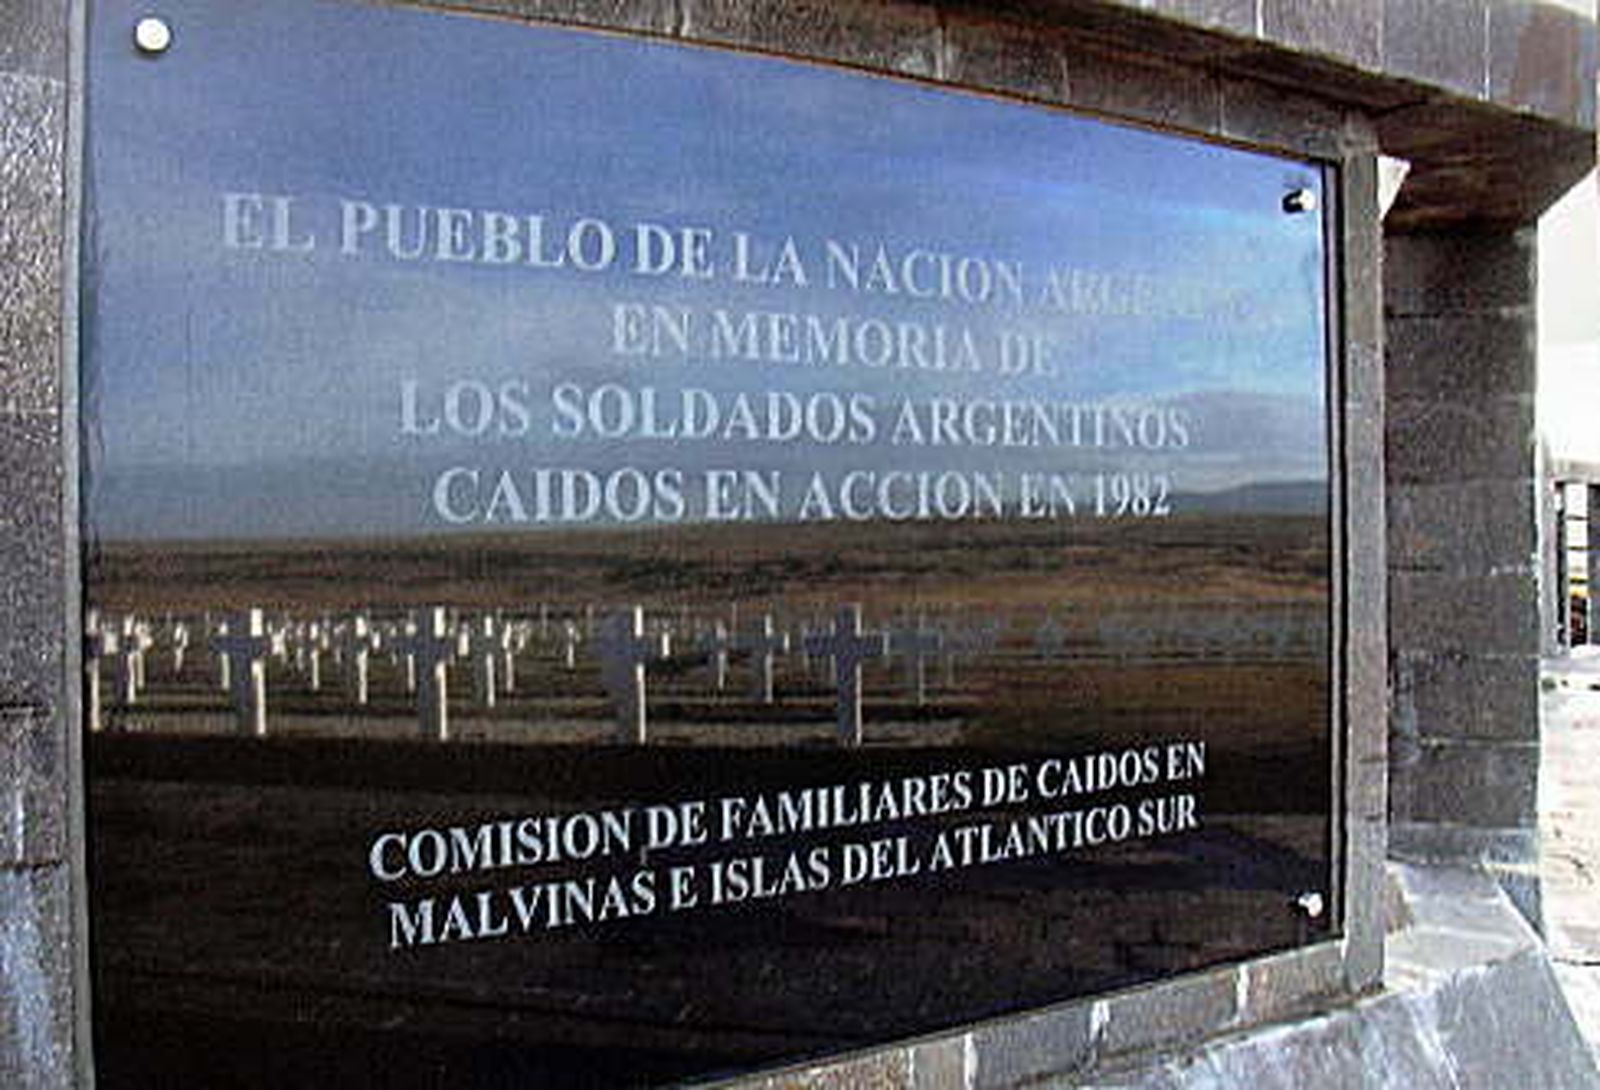 EL PUEBLO DE LA NACION
EN MEMORIA DE
LOS SOLDADOS ARGENTINOS
CAIDOS EN ACCION EN 1982
COMISION DE FAMILIARES DE CAIDOS EN
MALVINAS E ISLAS DEL ATLANTICO SUR